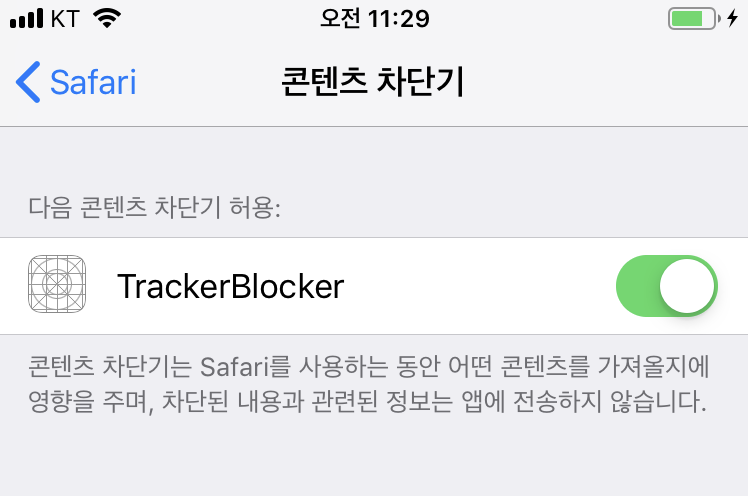 KT 오전 11:29
Safari 콘텐츠 차단기
다음 콘텐츠 차단기 허용:
TrackerBlocker
콘텐츠 차단기는 Safari를 사용하는 동안 어떤 콘텐츠를 가져올지에
영향을 주며, 차단된 내용과 관련된 정보는 앱에 전송하지 않습니다.